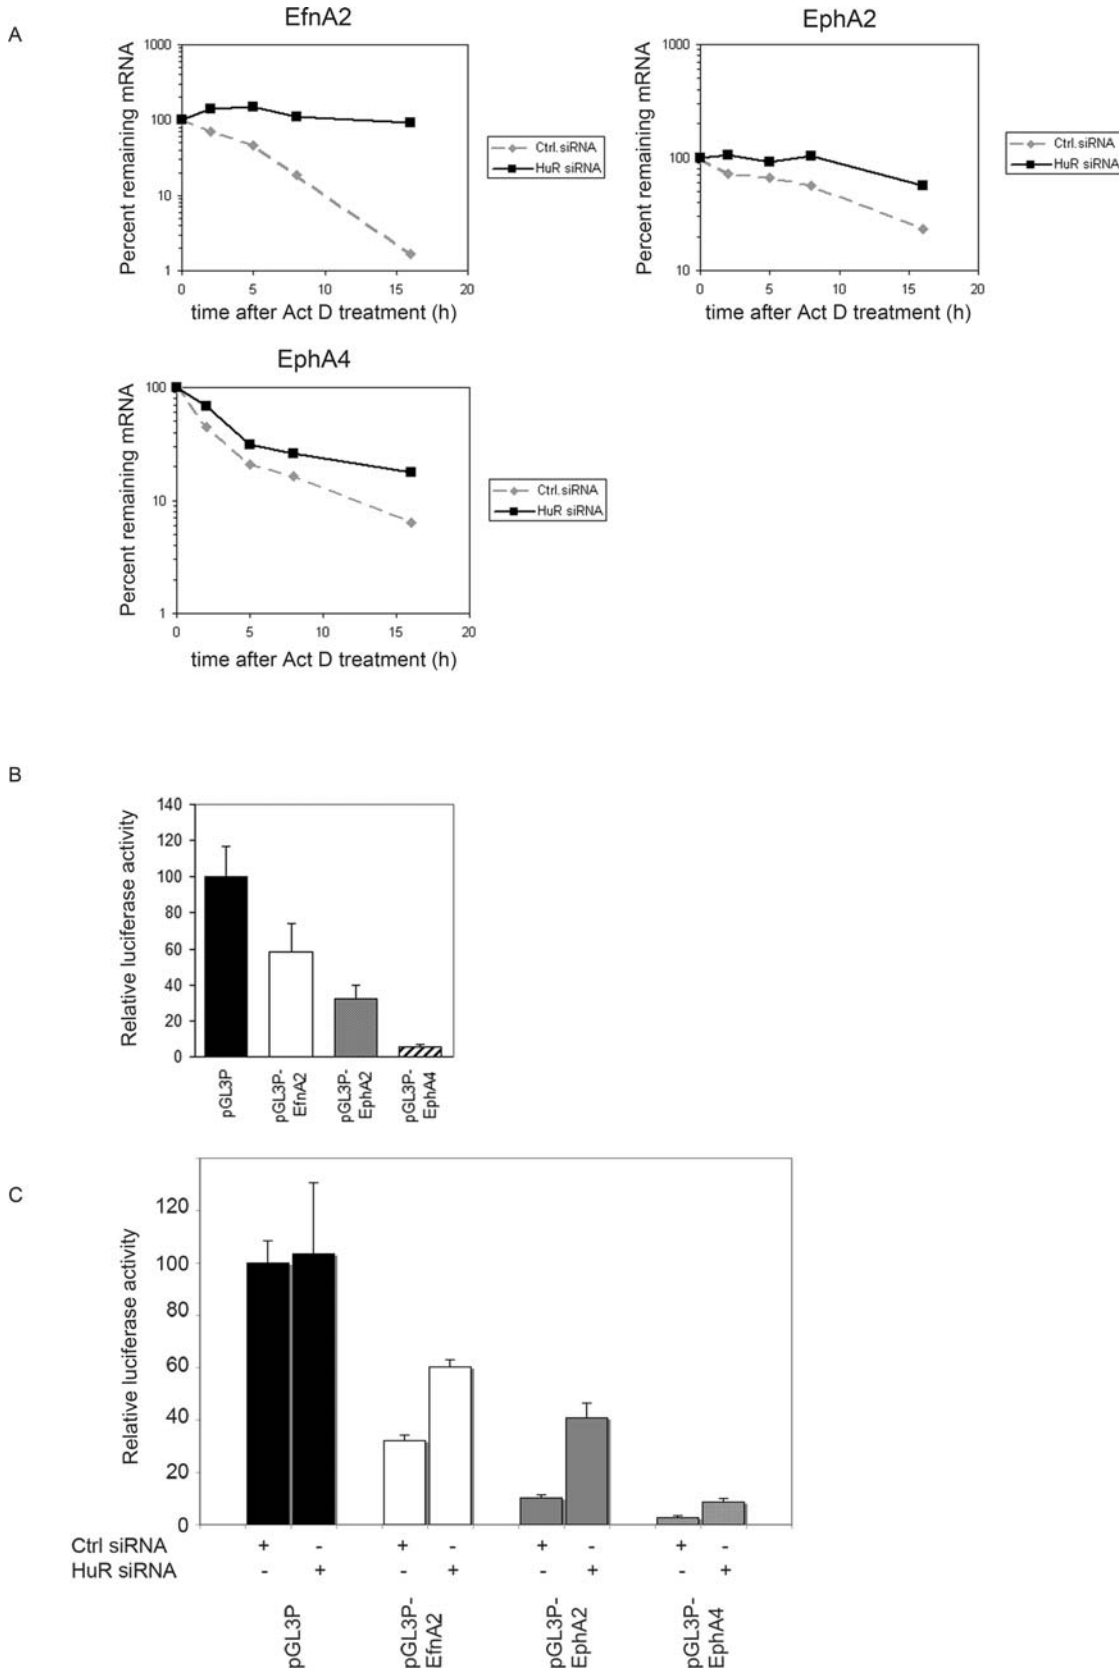 A
EfnA2
Percent remaining mRNA
1000
100
10
1
0 5 10 15 20
time after Act D treatment (h)
Ctrl.siRNA
HuR siRNA
EphA2
Percent remaining mRNA
1000
100
10
0 5 10 15 20
time after Act D treatment (h)
Ctrl.siRNA
HuR siRNA
EphA4
Percent remaining mRNA
100
10
1
0 5 10 15 20
time after Act D treatment (h)
Ctrl.siRNA
HuR siRNA
B
Relative luciferase activity
140
120
100
80
60
40
20
0
pGL3P
pGL3P-
EfnA2
pGL3P-
EphA2
pGL3P-
EphA4
C
Relative luciferase activity
120
100
80
60
40
20
0
Ctrl siRNA + - + - + - + -
HuR siRNA - + - + - + - +
pGL3P
pGL3P-
EfnA2
pGL3P-
EphA2
pGL3P-
EphA4